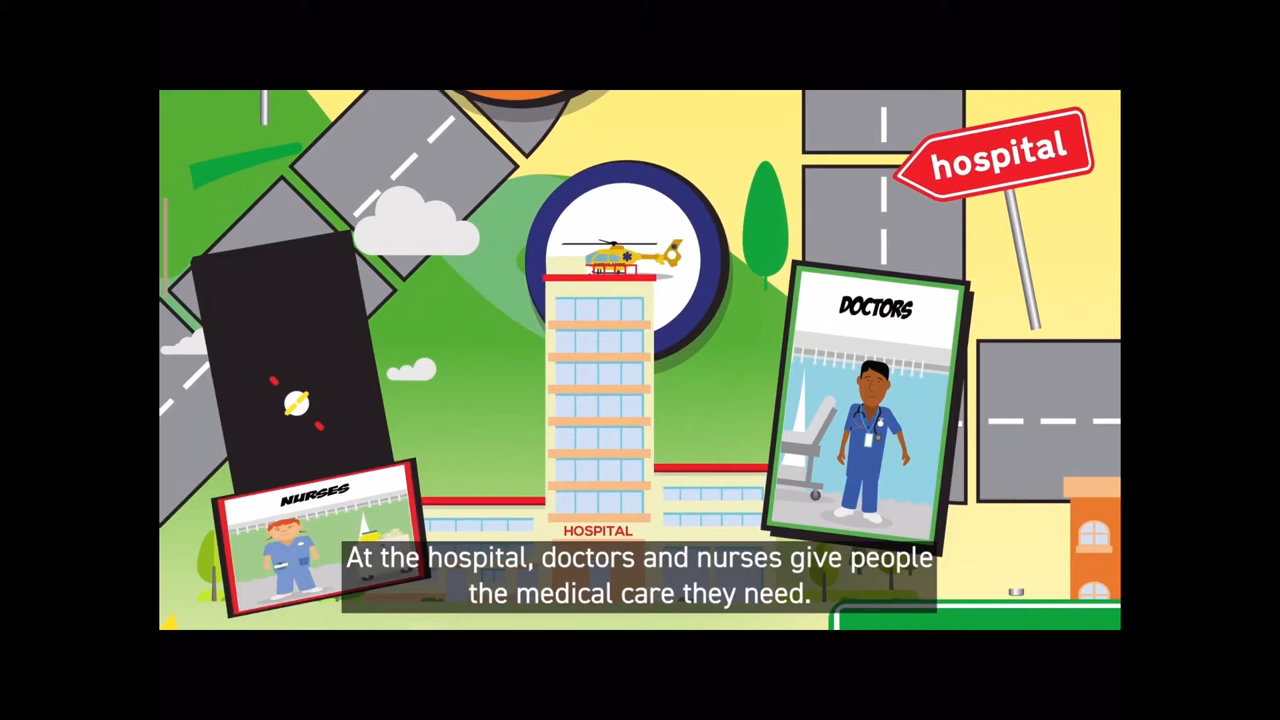 hospital
DOCTORS
NURSES
HOSPITAL
At the hospital, doctors and nurses give people
the medical care they need.